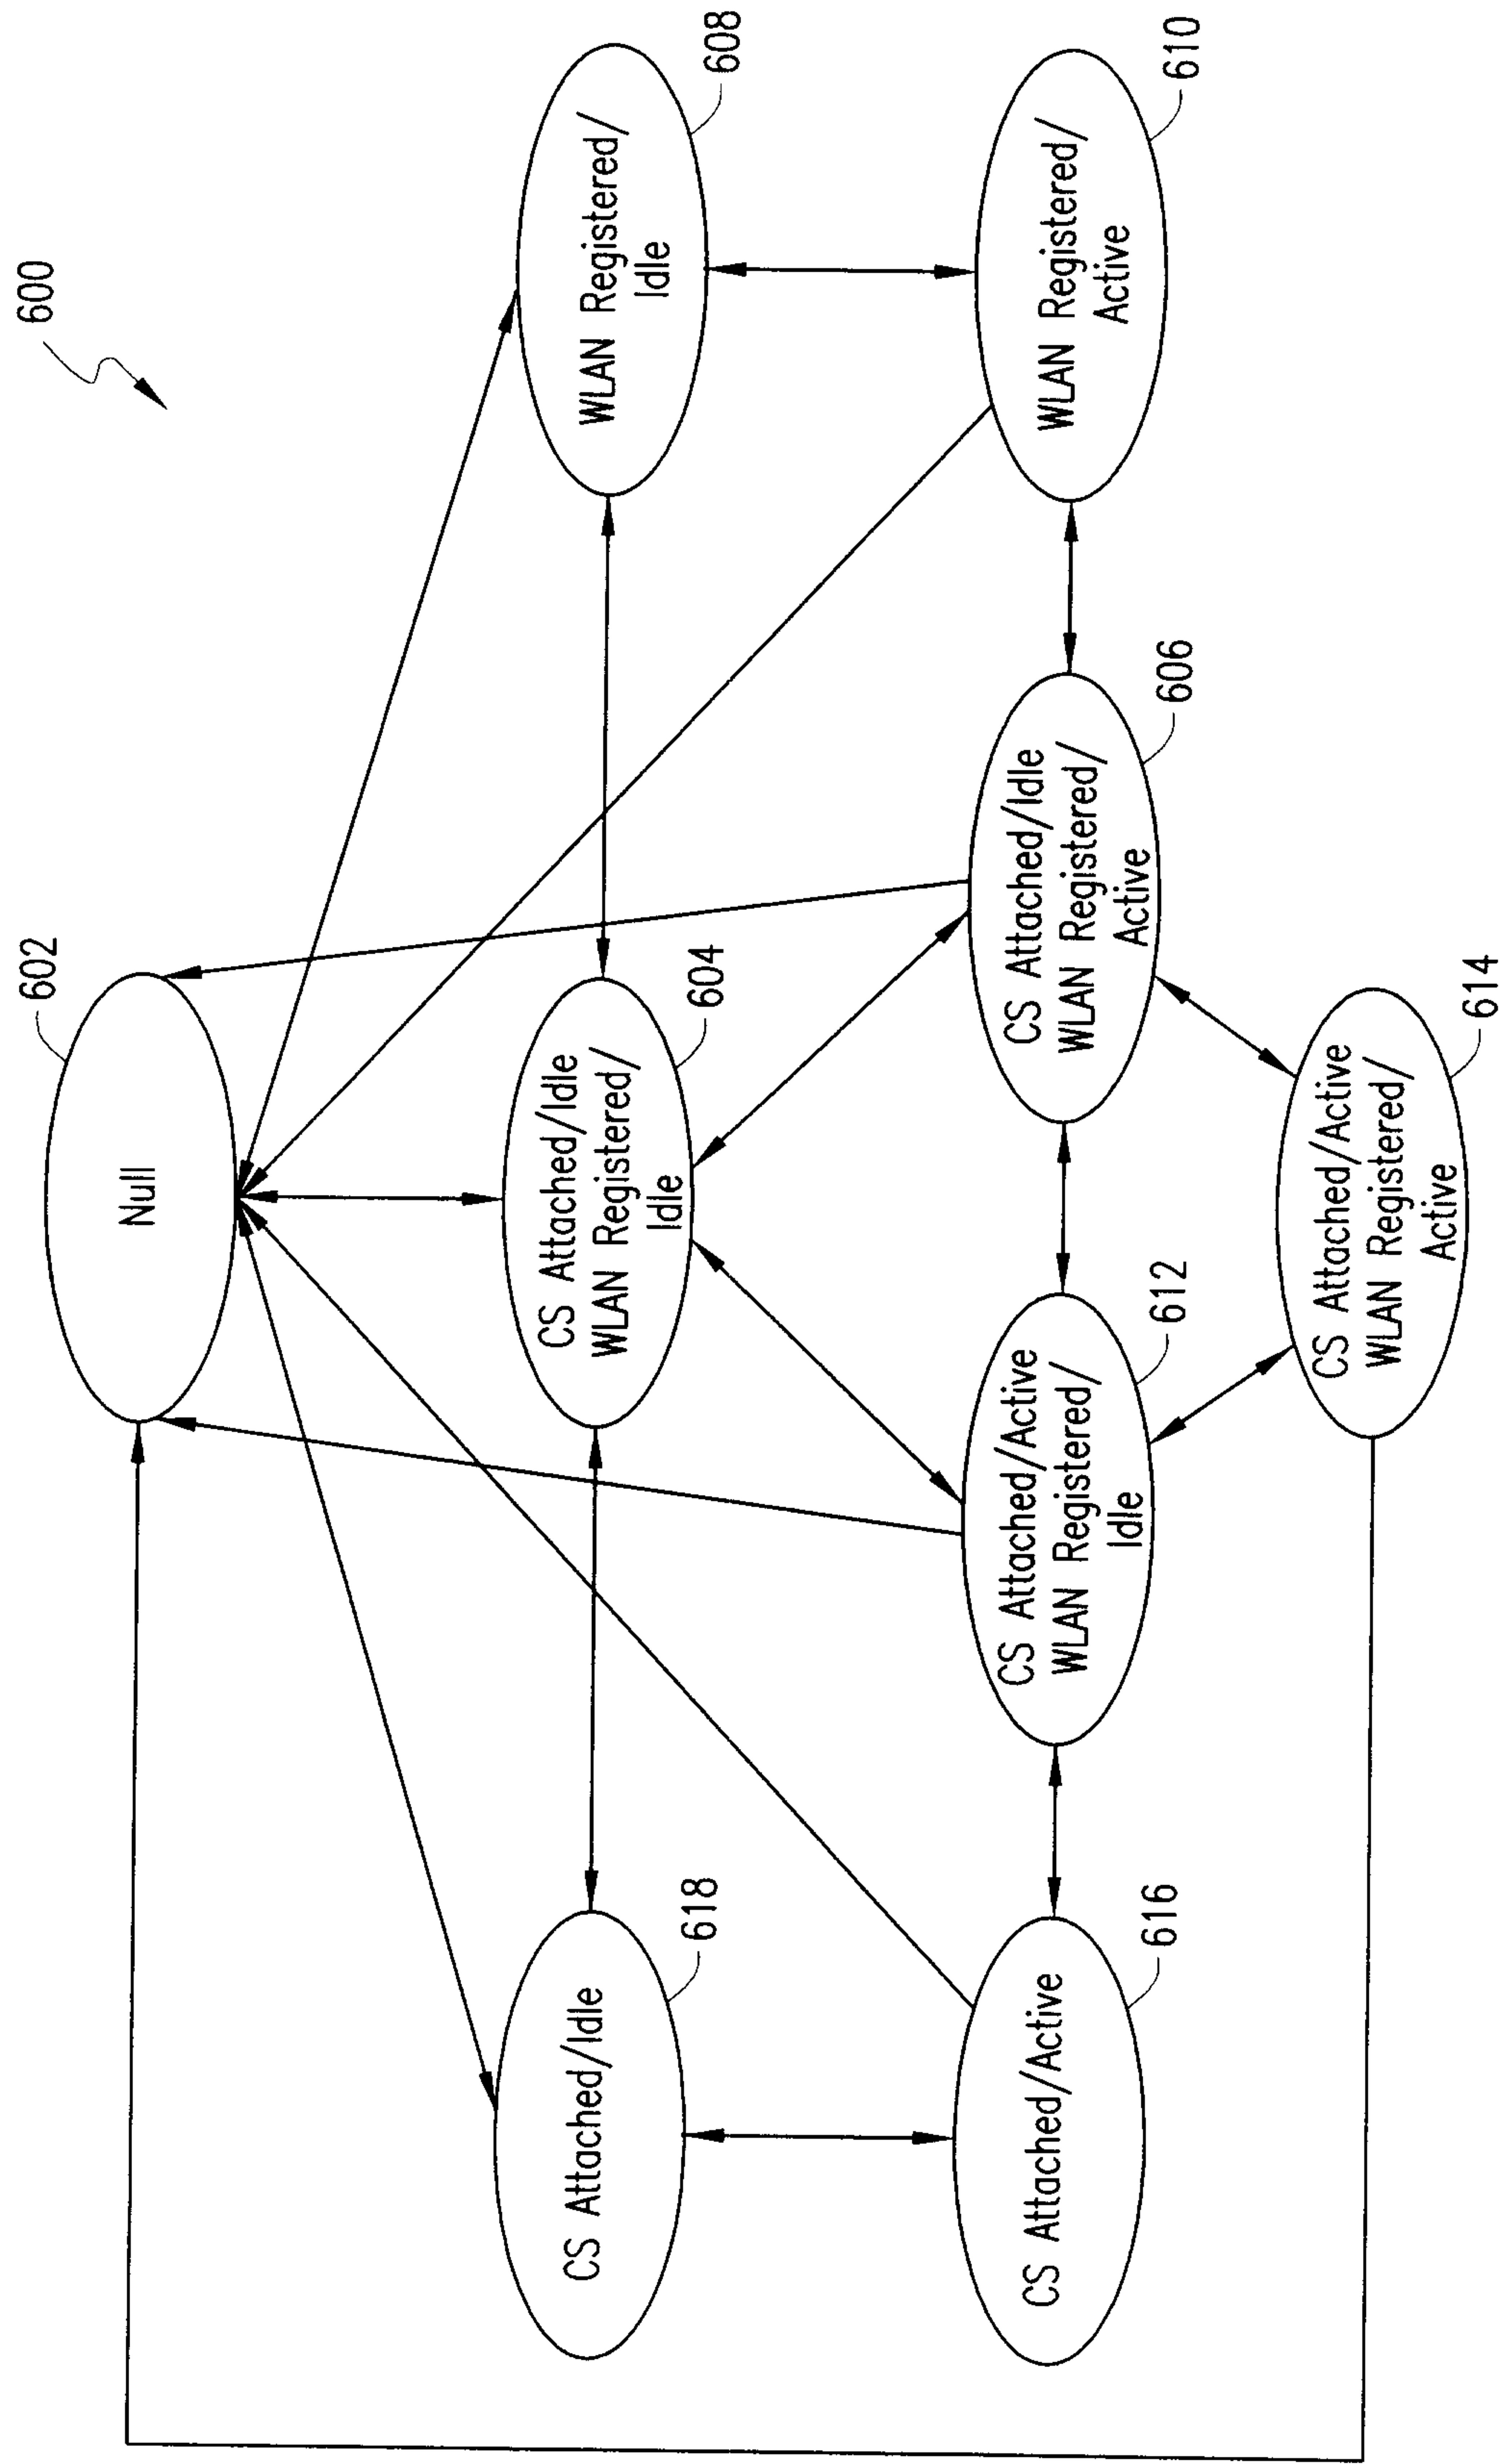 600
602
Null
618
CS Attached/Idle
604
CS Attached/Idle
WLAN Registered/
Idle
608
WLAN Registered/
Idle
616
CS Attached/Active
612
CS Attached/Active
WLAN Registered/
Idle
606
CS Attached/Idle
WLAN Registered/
Active
610
WLAN Registered/
Active
614
CS Attached/Active
WLAN Registered/
Active